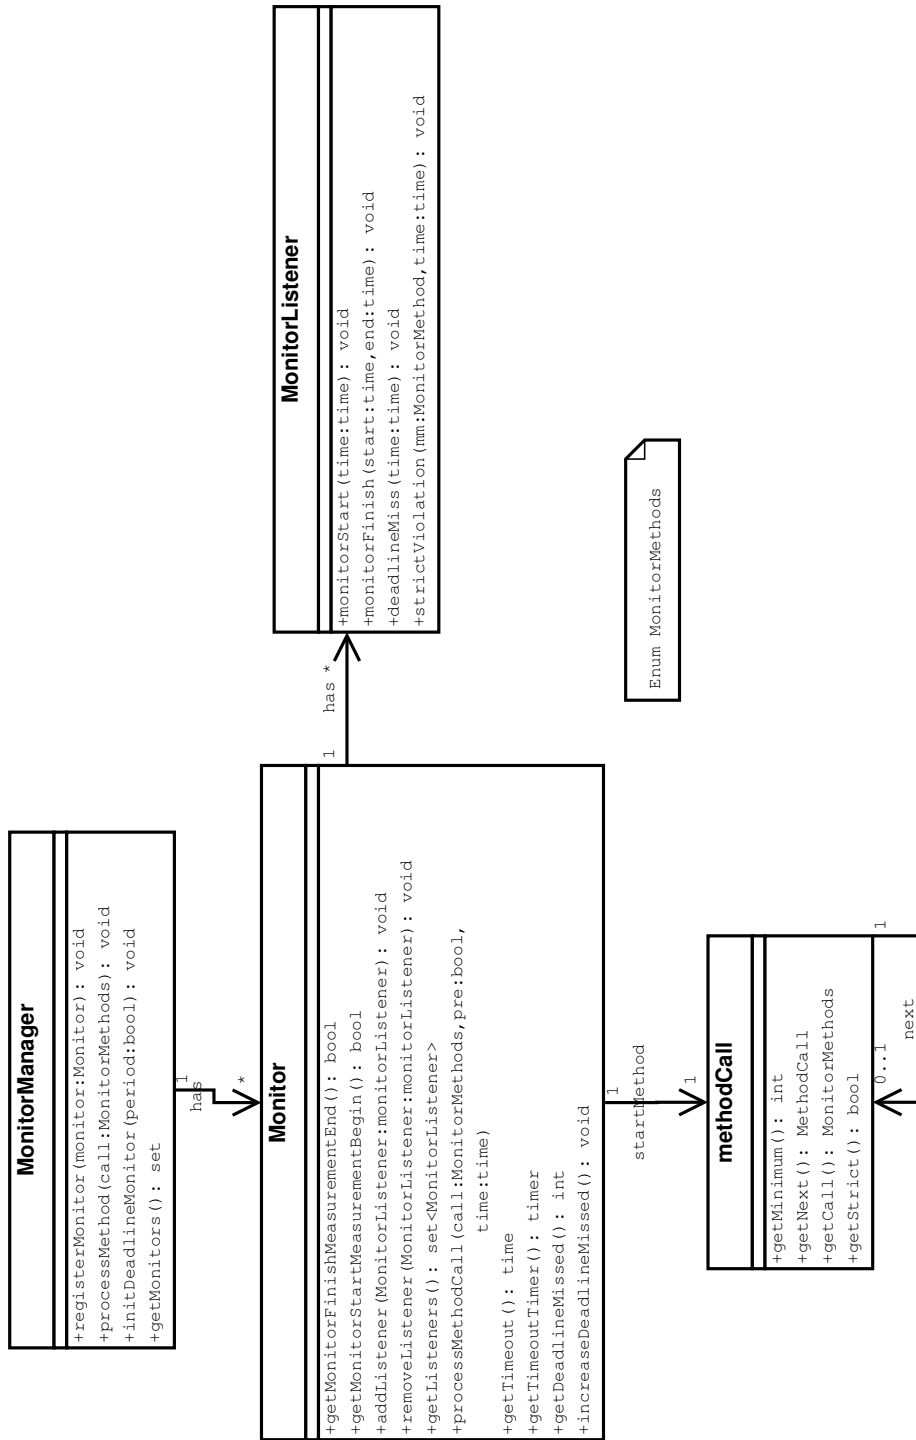 MonitorManager
+registerMonitor(monitor:Monitor): void
+processMethod(call:MonitorMethods): void
+initDeadlineMonitor(period:bool): void
+getMonitors(): set
1
has
*
Monitor
+getMonitorFinishMeasurementEnd(): bool
+getMonitorStartMeasurementBegin(): bool
+addListener(MonitorListener:monitorListener): void
+removeListener(MonitorListener:monitorListener): void
+getListeners(): set<MonitorListener>
+processMethodCall(call:MonitorMethods,pre:bool,
time:time)
+getTimeout(): time
+getTimeoutTimer(): timer
+getDeadlineMissed(): int
+increaseDeadlineMissed(): void
1
has *
MonitorListener
+monitorStart(time:time): void
+monitorFinish(start:time,end:time): void
+deadlineMiss(time:time): void
+strictViolation(mm:MonitorMethod,time:time): void
Enum MonitorMethods
1
startMethod
1
methodCall
+getMinimum(): int
+getNext(): MethodCall
+getCall(): MonitorMethods
+getStrict(): bool
1
0...1
next